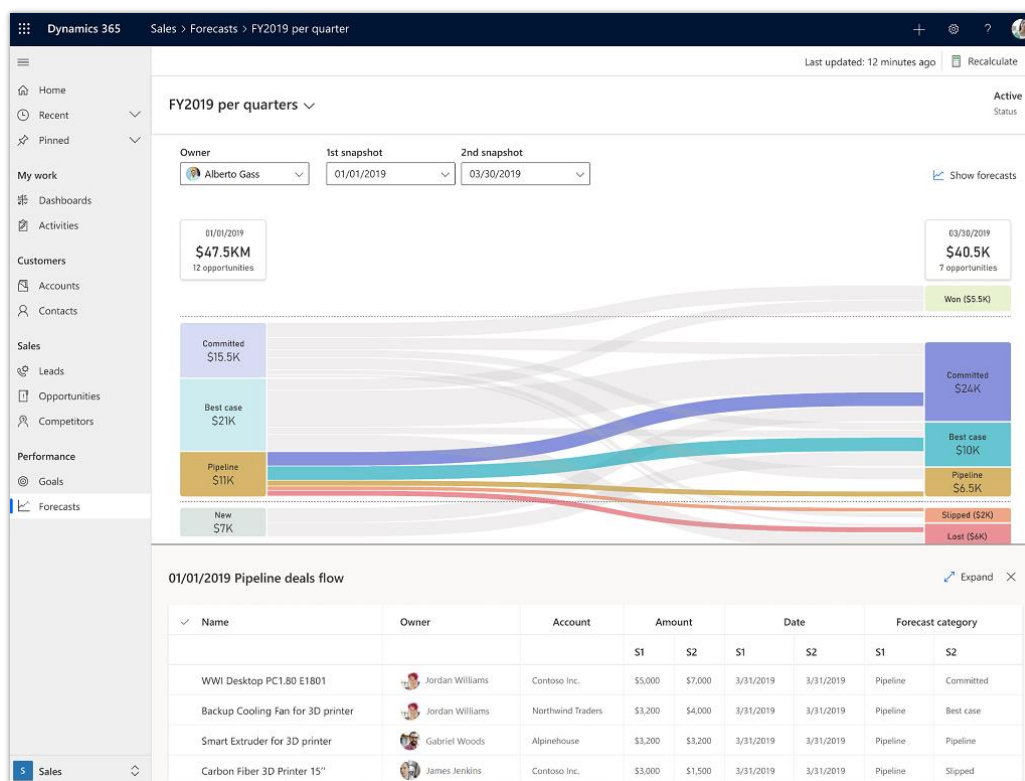 Dynamics 365 Sales > Forecasts > FY2019 per quarter
Last updated: 12 minutes ago Recalculate
Home
Recent
Pinned
My work
Dashboards
Activities
Customers
Accounts
Contacts
Sales
Leads
Opportunities
Competitors
Performance
Goals
Forecasts
S Sales
FY2019 per quarters
Active
Status
Owner 1st snapshot 2nd snapshot
Alberto Gass 01/01/2019 03/30/2019
Show forecasts
01/01/2019
$47.5KM
12 opportunities
03/30/2019
$40.5K
7 opportunities
Won ($5.5K)
Committed
$15.5K
Best case
$21K
Pipeline
$11K
New
$7K
Committed
$24K
Best case
$10K
Pipeline
$6.5K
Slipped ($2K)
Lost ($6K)
01/01/2019 Pipeline deals flow
Expand
Name Owner Account Amount Date Forecast category
S1 S2 S1 S2 S1 S2
WWI Desktop PC1.80 E1801 Jordan Williams Contoso Inc. $5,000 $7,000 3/31/2019 3/31/2019 Pipeline Committed
Backup Cooling Fan for 3D printer Jordan Williams Northwind Traders $3,200 $4,000 3/31/2019 3/31/2019 Pipeline Best case
Smart Extruder for 3D printer Gabriel Woods Alpinehouse $3,200 $3,200 3/31/2019 3/31/2019 Pipeline Pipeline
Carbon Fiber 3D Printer 15" James Jenkins Contoso Inc. $3,000 $1,500 3/31/2019 3/31/2019 Pipeline Slipped